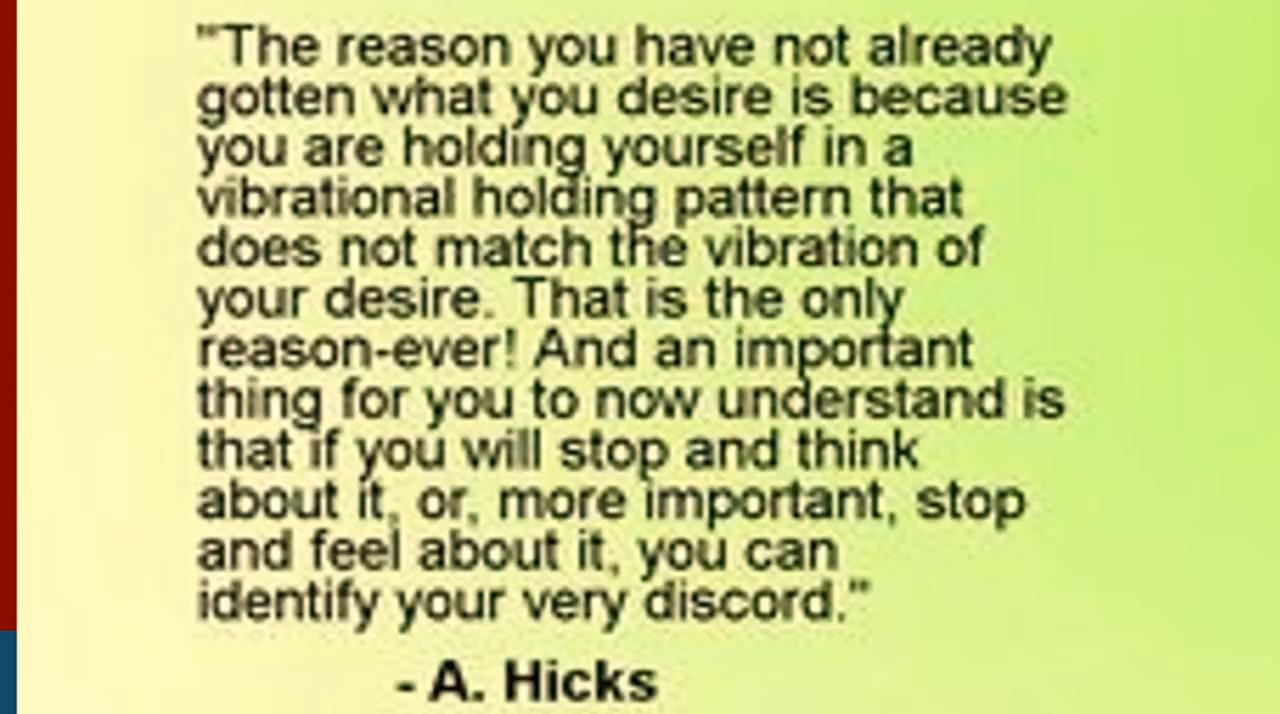 "The reason you have not already
gotten what you desire is because
you are holding yourself in a
vibrational holding pattern that
does not match the vibration of
your desire. That is the only
reason-ever! And an important
thing for you to now understand is
that if you will stop and think
about it, or, more important, stop
and feel about it, you can
identify your very discord."
- A. Hicks